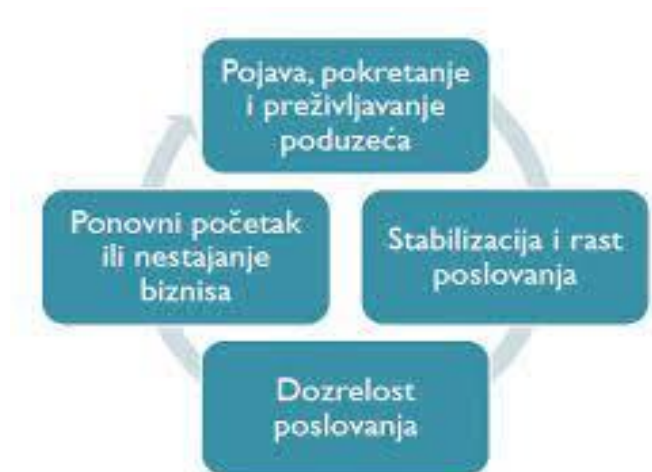 Pojava, pokretanje
i preživljavanje
poduzeća
Stabilizacija i rast
poslovanja
Dozrelost
poslovanja
Ponovni početak
ili nestajanje
biznisa